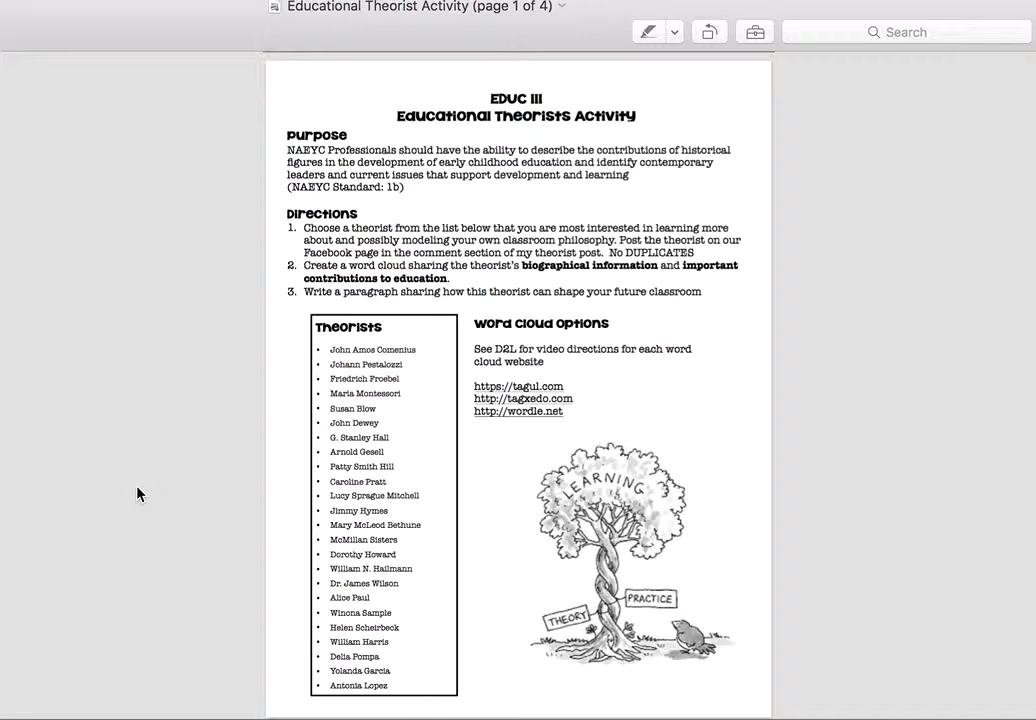 Educational Theorist Activity (page 1 of 4)
Search
EDUC III
Educational Theorists Activity
Purpose
NAEYC Professionals should have the ability to describe the contributions of historical
figures in the development of early childhood education and identify contemporary
leaders and current issues that support development and learning
(NAEYC Standard: 1b)
Directions
1. Choose a theorist from the list below that you are most interested in learning more
about and possibly modeling your own classroom philosophy. Post the theorist on our
Facebook page in the comment section of my theorist post. No DUPLICATES
2. Create a word cloud sharing the theorist's biographical information and important
contributions to education.
3. Write a paragraph sharing how this theorist can shape your future classroom
Theorists
• John Amos Comenius
• Johann Pestalozzi
• Friedrich Froebel
• Maria Montessori
• Susan Blow
• John Dewey
• G. Stanley Hall
• Arnold Gesell
• Patty Smith Hill
• Caroline Pratt
• Lucy Sprague Mitchell
• Jimmy Hymes
• Mary McLeod Bethune
• McMillan Sisters
• Dorothy Howard
• William N. Hailmann
• Dr. James Wilson
• Alice Paul
• Winona Sample
• Helen Scheirbeck
• William Harris
• Delia Pompa
• Yolanda Garcia
• Antonia Lopez
Word Cloud Options
See D2L for video directions for each word
cloud website
https://tagul.com
http://tagxedo.com
http://wordle.net
LEARNING
PRACTICE
THEORY